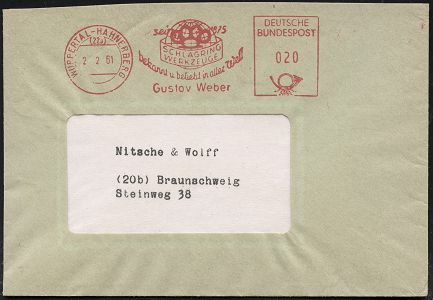 WUPPERTAL-HAHNERBERG
(22a)
2 2 61
seit 1875
SCHLAGRING
WERKZEUGE
bekannt u. beliebt in aller Welt
Gustav Weber
DEUTSCHE
BUNDESPOST
020
Nitsche & Wolff
(20b) Braunschweig
Steinweg 38